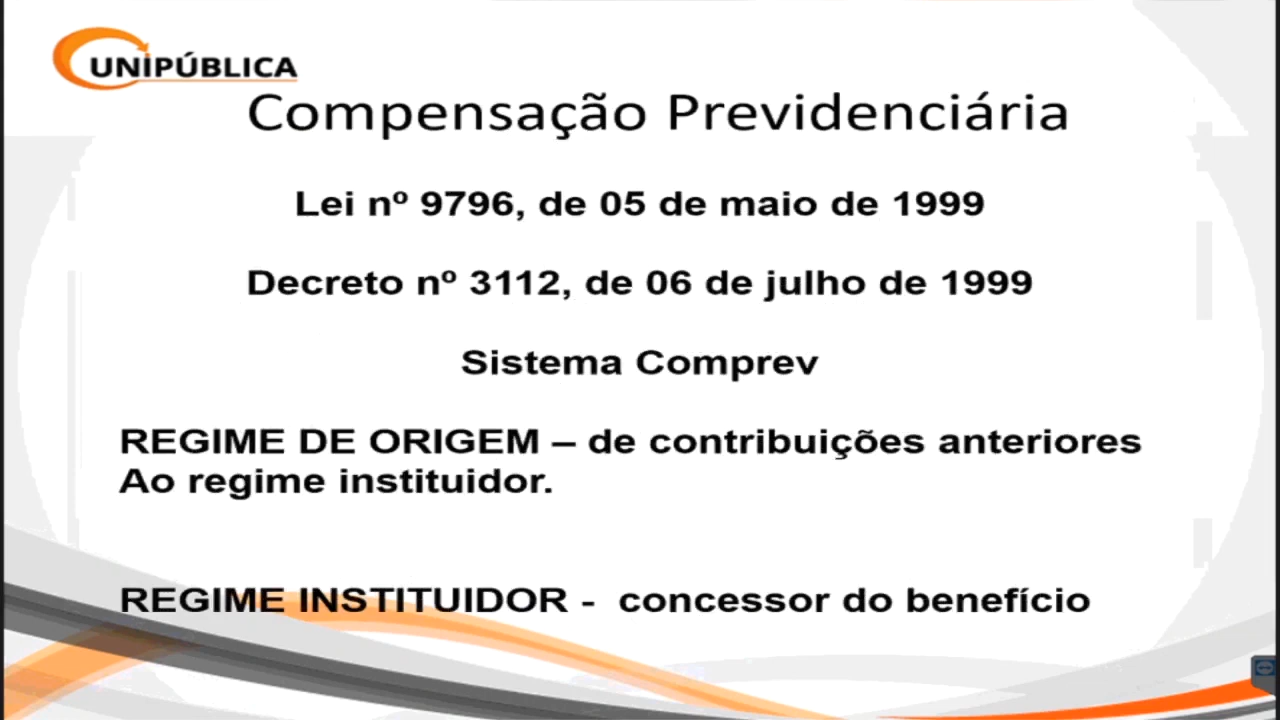 UNIPÚBLICA
Compensação Previdenciária
Lei nº 9796, de 05 de maio de 1999
Decreto nº 3112, de 06 de julho de 1999
Sistema Comprev
REGIME DE ORIGEM – de contribuições anteriores
Ao regime instituidor.
REGIME INSTITUIDOR - concessor do benefício